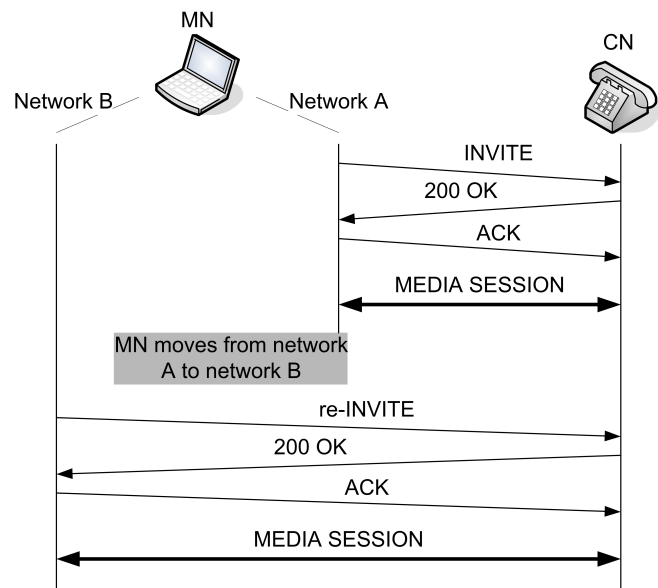 MN
CN
Network B
Network A
INVITE
200 OK
ACK
MEDIA SESSION
MN moves from network
A to network B
re-INVITE
200 OK
ACK
MEDIA SESSION